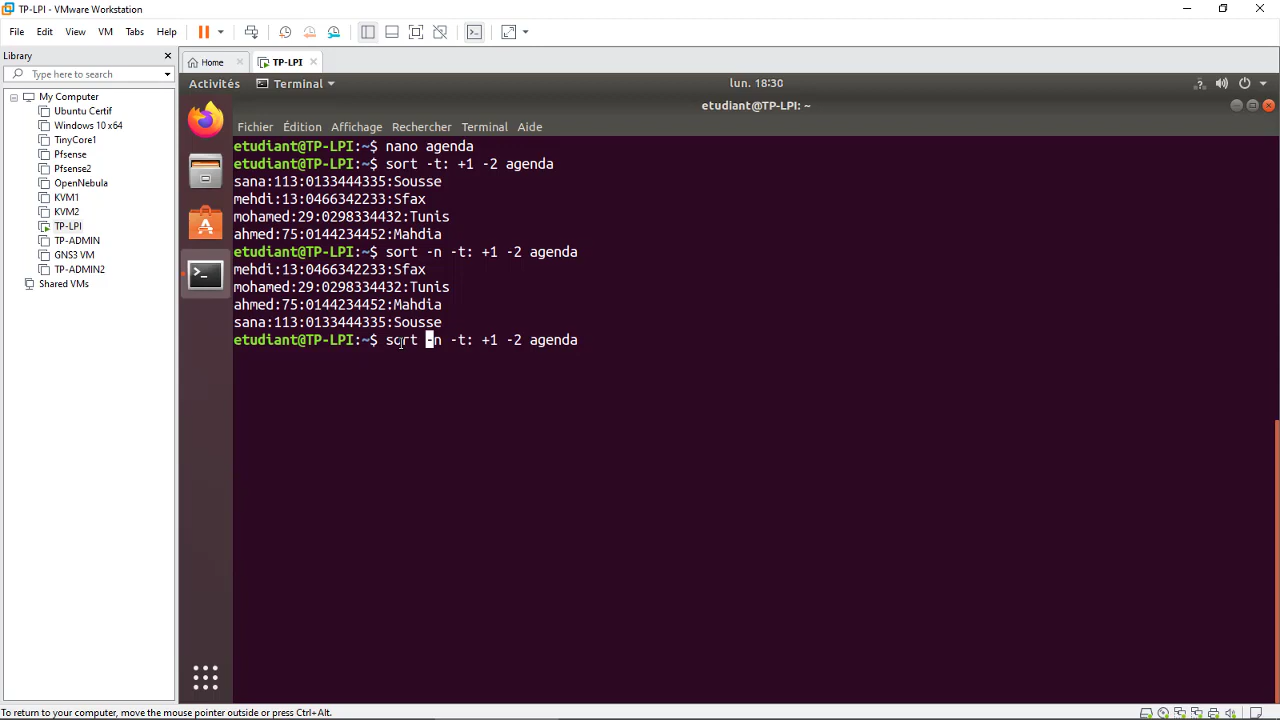 TP-LPI - VMware Workstation
File Edit View VM Tabs Help
Library
Type here to search
My Computer
Ubuntu Certif
Windows 10 x64
TinyCore1
Pfsense
Pfsense2
OpenNebula
KVM1
KVM2
TP-LPI
TP-ADMIN
GNS3 VM
TP-ADMIN2
Shared VMs
Home TP-LPI
Activités Terminal lun. 18:30
etudiant@TP-LPI: ~
Fichier Édition Affichage Rechercher Terminal Aide
etudiant@TP-LPI:~$ nano agenda
etudiant@TP-LPI:~$ sort -t: +1 -2 agenda
sana:113:0133444335:Sousse
mehdi:13:0466342233:Sfax
mohamed:29:0298334432:Tunis
ahmed:75:0144234452:Mahdia
etudiant@TP-LPI:~$ sort -n -t: +1 -2 agenda
mehdi:13:0466342233:Sfax
mohamed:29:0298334432:Tunis
ahmed:75:0144234452:Mahdia
sana:113:0133444335:Sousse
etudiant@TP-LPI:~$ sort -n -t: +1 -2 agenda
To return to your computer, move the mouse pointer outside or press Ctrl+Alt.